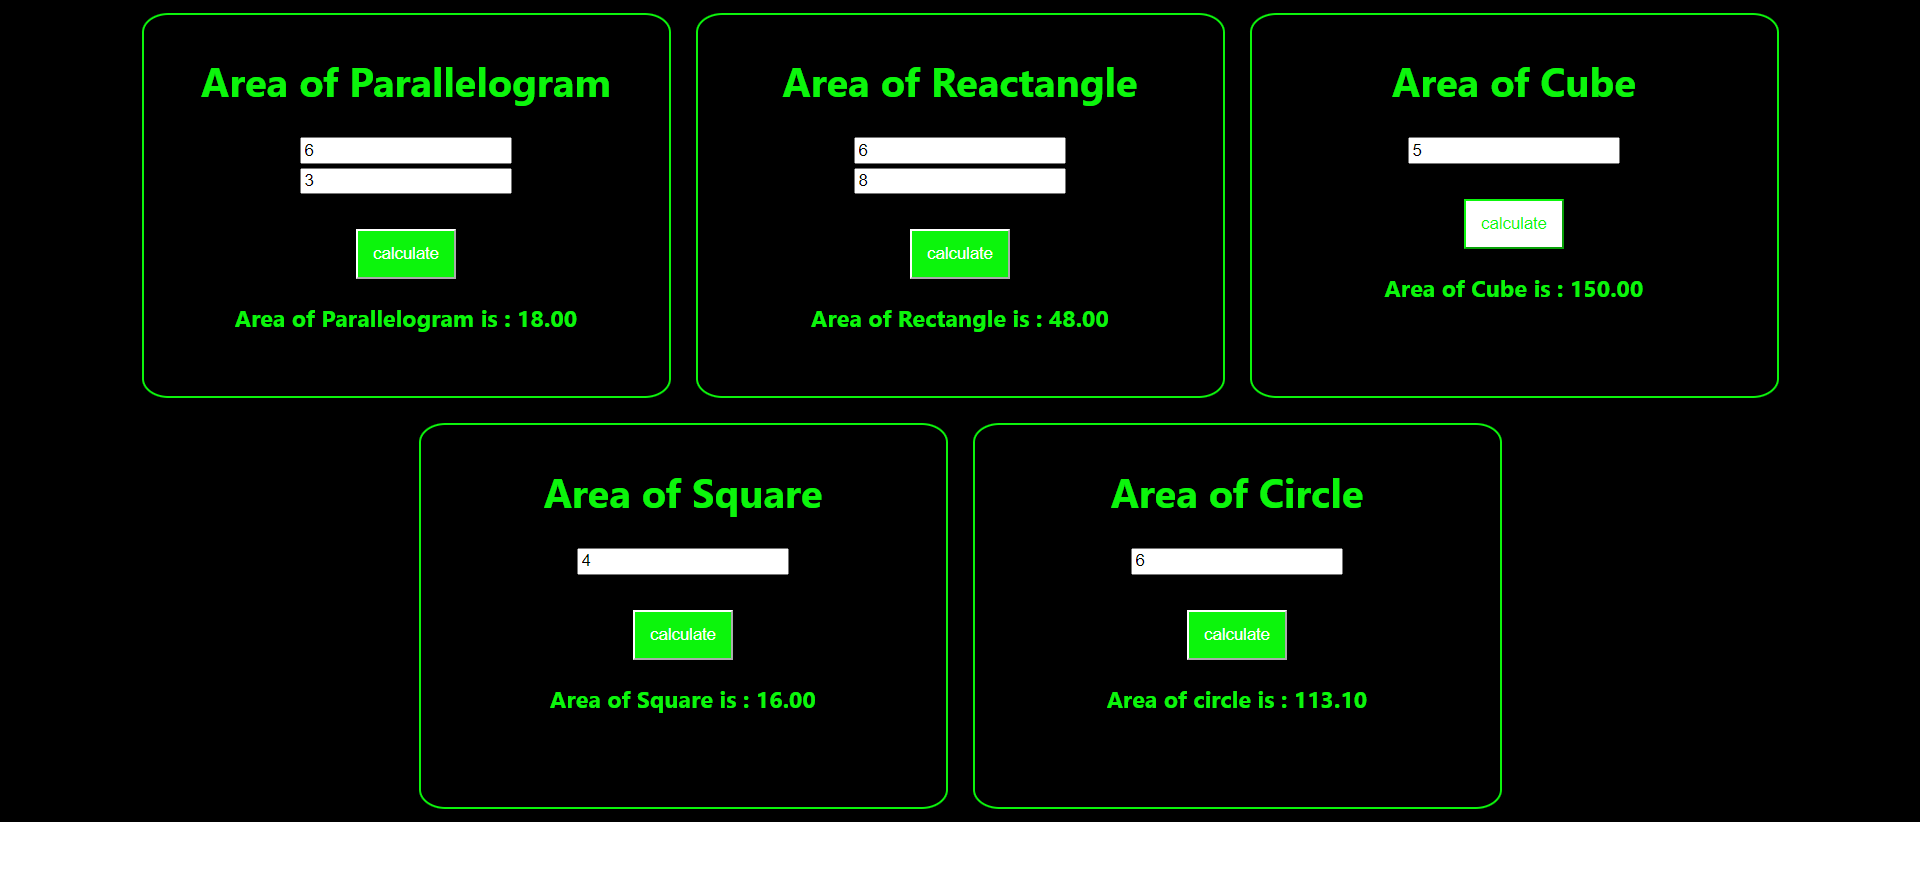 Area of Parallelogram
6
3
calculate
Area of Parallelogram is : 18.00
Area of Reactangle
6
8
calculate
Area of Rectangle is : 48.00
Area of Cube
5
calculate
Area of Cube is : 150.00
Area of Square
4
calculate
Area of Square is : 16.00
Area of Circle
6
calculate
Area of circle is : 113.10